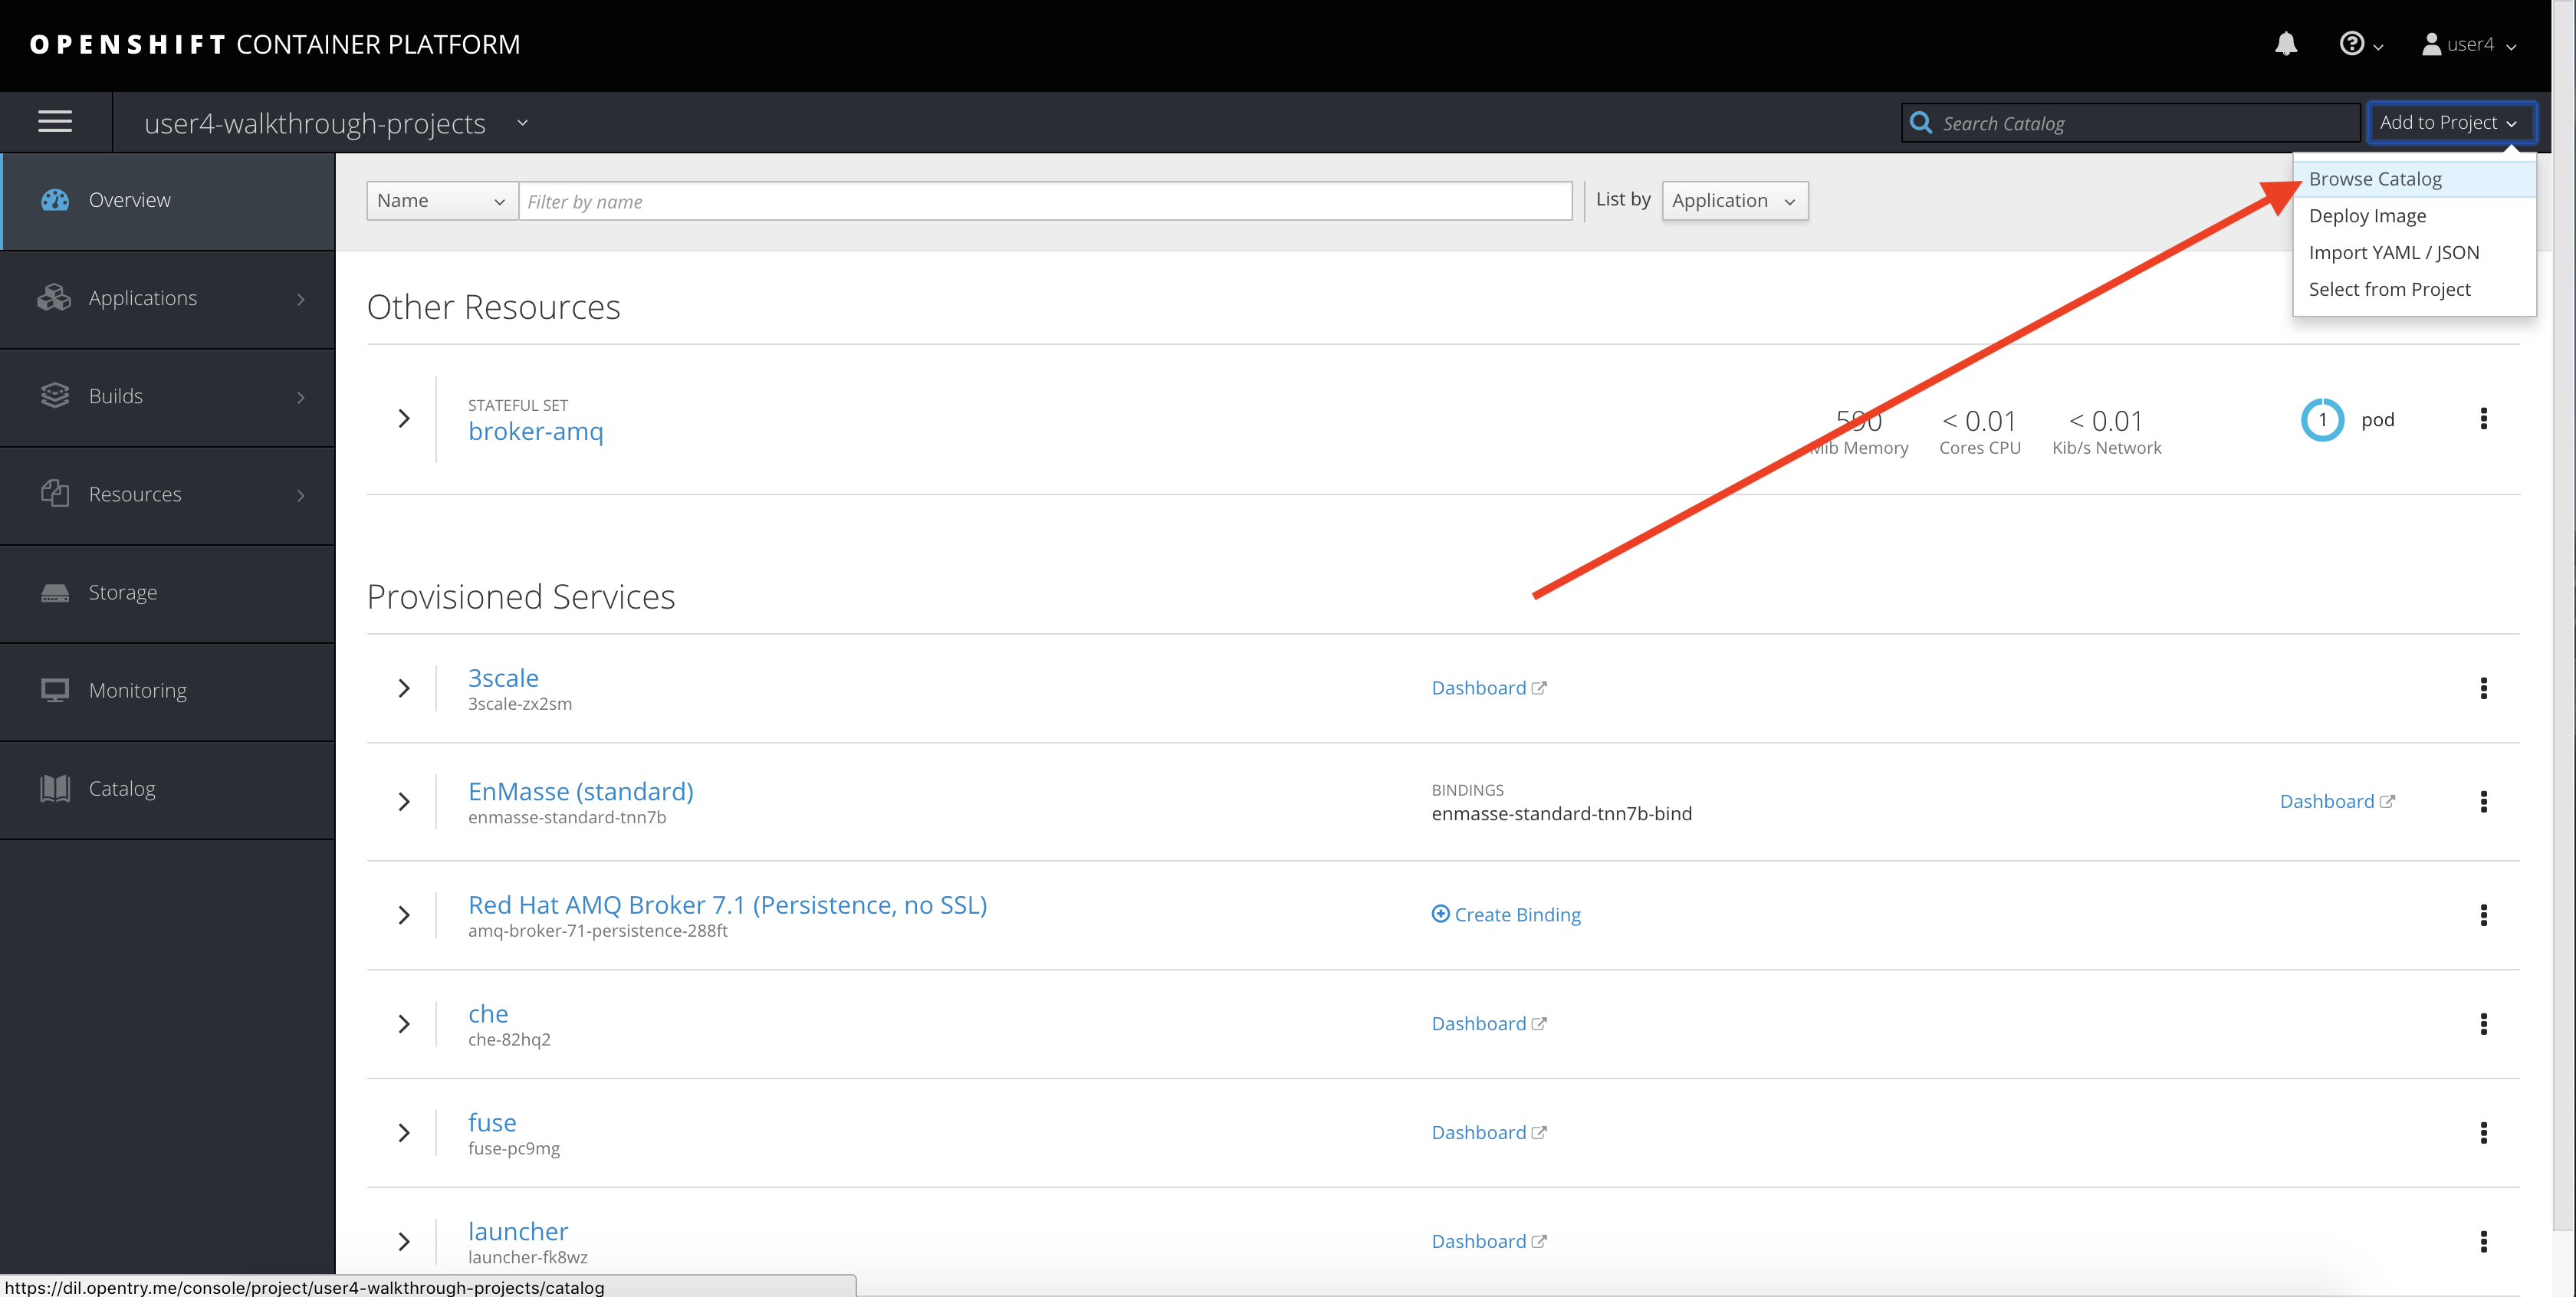 OPENSHIFT CONTAINER PLATFORM
user4
user4-walkthrough-projects
Search Catalog
Add to Project
Browse Catalog
Deploy Image
Import YAML / JSON
Select from Project
Overview
Applications
Builds
Resources
Storage
Monitoring
Catalog
Name
Filter by name
List by
Application
Other Resources
STATEFUL SET
broker-amq
590
Mib Memory
< 0.01
Cores CPU
< 0.01
Kib/s Network
1
pod
Provisioned Services
3scale
3scale-zx2sm
Dashboard
EnMasse (standard)
enmasse-standard-tnn7b
BINDINGS
enmasse-standard-tnn7b-bind
Dashboard
Red Hat AMQ Broker 7.1 (Persistence, no SSL)
amq-broker-71-persistence-288ft
Create Binding
che
che-82hq2
Dashboard
fuse
fuse-pc9mg
Dashboard
launcher
launcher-fk8wz
Dashboard
https://dil.opentry.me/console/project/user4-walkthrough-projects/catalog